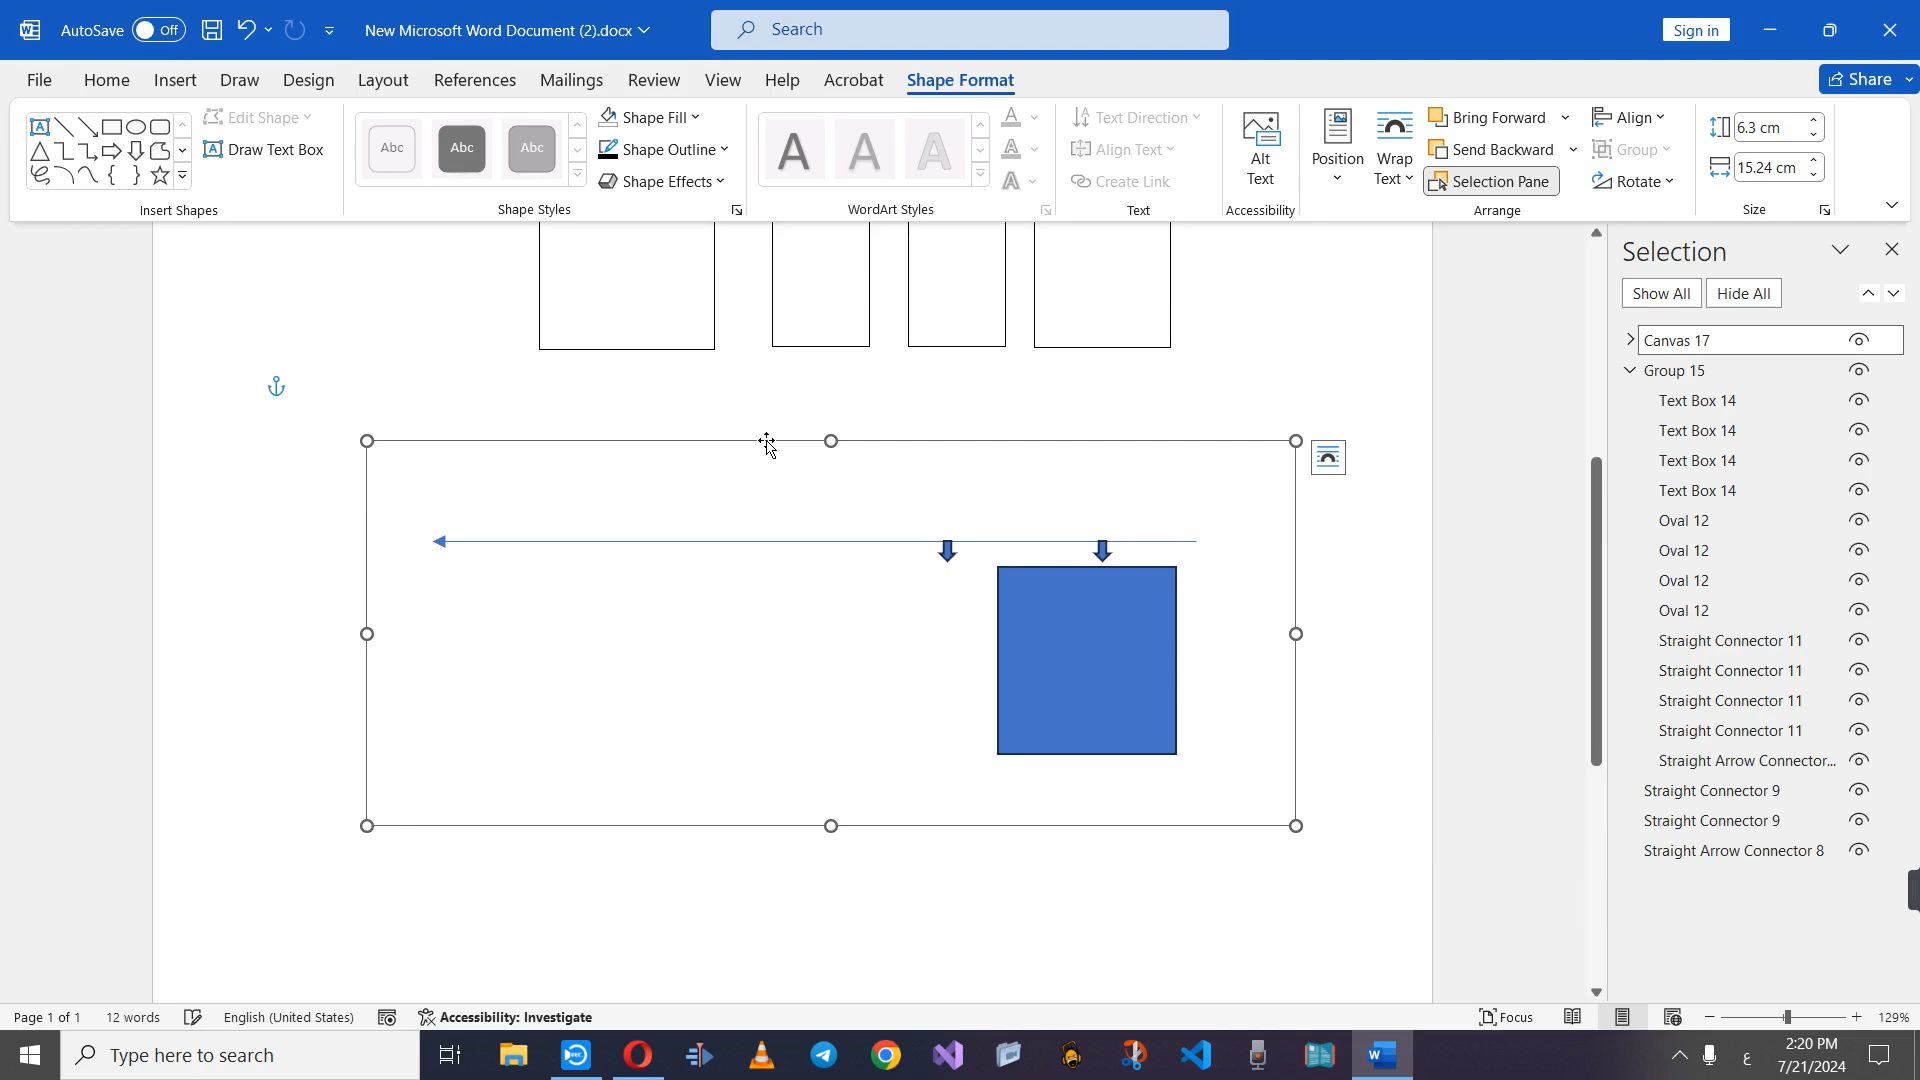 AutoSave Off New Microsoft Word Document (2).docx Search Sign in
File Home Insert Draw Design Layout References Mailings Review View Help Acrobat Shape Format Share
Edit Shape
Draw Text Box
Insert Shapes
Abc Abc Abc
Shape Fill
Shape Outline
Shape Effects
Shape Styles
A A A
A
A
A
WordArt Styles
Text Direction
Align Text
Create Link
Text
Alt Text
Accessibility
Position
Wrap Text
Bring Forward
Send Backward
Selection Pane
Align
Group
Rotate
Arrange
6.3 cm
15.24 cm
Size
Selection
Show All Hide All
Canvas 17
Group 15
Text Box 14
Text Box 14
Text Box 14
Text Box 14
Oval 12
Oval 12
Oval 12
Oval 12
Straight Connector 11
Straight Connector 11
Straight Connector 11
Straight Connector 11
Straight Arrow Connector...
Straight Connector 9
Straight Connector 9
Straight Arrow Connector 8
Page 1 of 1 12 words English (United States) Accessibility: Investigate Focus 129%
Type here to search
ع
2:20 PM
7/21/2024